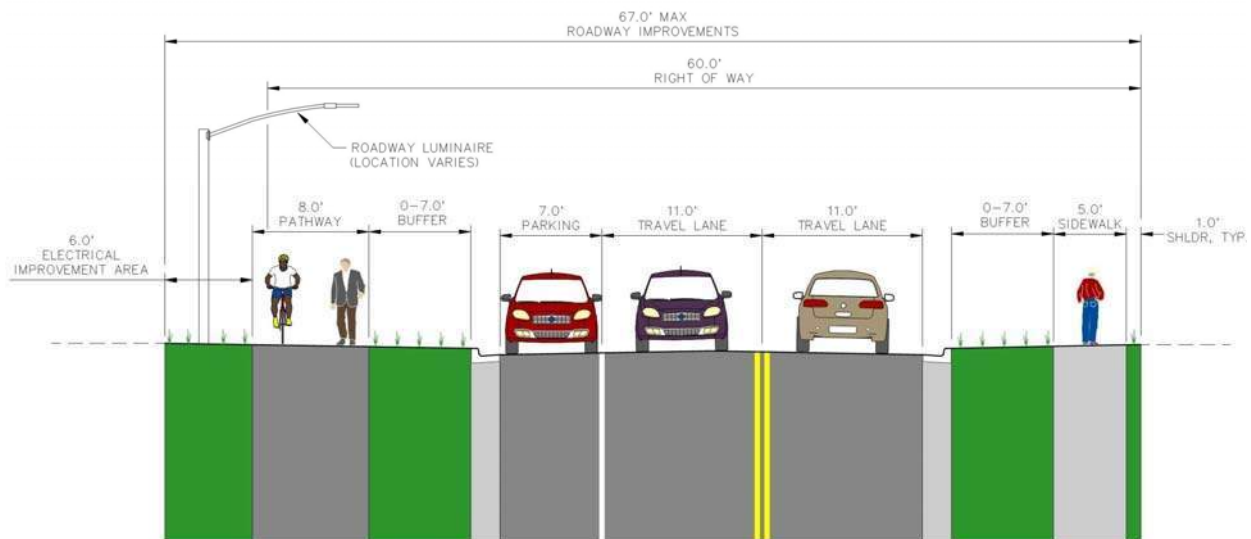 67.0' MAX
ROADWAY IMPROVEMENTS
60.0'
RIGHT OF WAY
ROADWAY LUMINAIRE
(LOCATION VARIES)
6.0'
ELECTRICAL
IMPROVEMENT AREA
8.0'
PATHWAY
0-7.0'
BUFFER
7.0'
PARKING
11.0'
TRAVEL LANE
11.0'
TRAVEL LANE
0-7.0'
BUFFER
5.0'
SIDEWALK
1.0'
SHLDR, TYP.